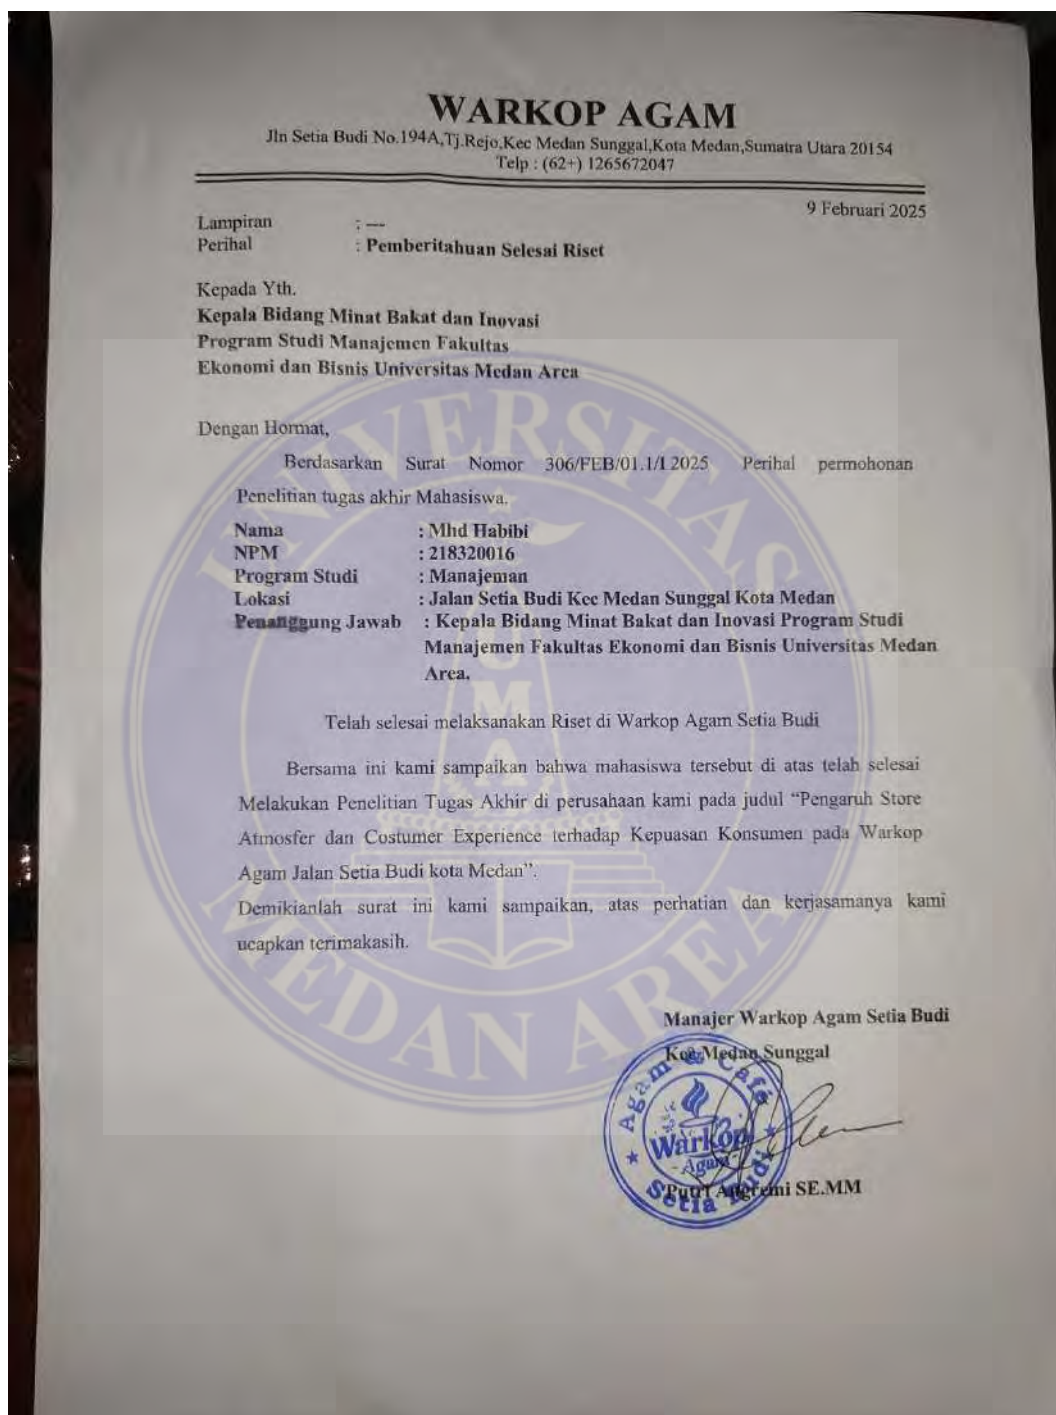 WARKOP AGAM
Jln Setia Budi No.194A,Tj.Rejo,Kec Medan Sunggal,Kota Medan,Sumatra Utara 20154
Telp : (62+) 1265672047
9 Februari 2025
Lampiran : ---
Perihal : Pemberitahuan Selesai Riset
Kepada Yth.
Kepala Bidang Minat Bakat dan Inovasi
Program Studi Manajemen Fakultas
Ekonomi dan Bisnis Universitas Medan Area
Dengan Hormat,
Berdasarkan Surat Nomor 306/FEB/01.1/I.2025 Perihal permohonan
Penelitian tugas akhir Mahasiswa.
Nama : Mhd Habibi
NPM : 218320016
Program Studi : Manajeman
Lokasi : Jalan Setia Budi Kec Medan Sunggal Kota Medan
Penanggung Jawab : Kepala Bidang Minat Bakat dan Inovasi Program Studi
Manajemen Fakultas Ekonomi dan Bisnis Universitas Medan
Area.
Telah selesai melaksanakan Riset di Warkop Agam Setia Budi
Bersama ini kami sampaikan bahwa mahasiswa tersebut di atas telah selesai
Melakukan Penelitian Tugas Akhir di perusahaan kami pada judul “Pengaruh Store
Atmosfer dan Costumer Experience terhadap Kepuasan Konsumen pada Warkop
Agam Jalan Setia Budi kota Medan”.
Demikianlah surat ini kami sampaikan, atas perhatian dan kerjasamanya kami
ucapkan terimakasih.
Manajer Warkop Agam Setia Budi
Kec Medan Sunggal
Agam & Café
Warkop
- Agam -
Setia Budi
Putri Angremi SE.MM
UNIVERSITAS
UMA
MEDAN AREA